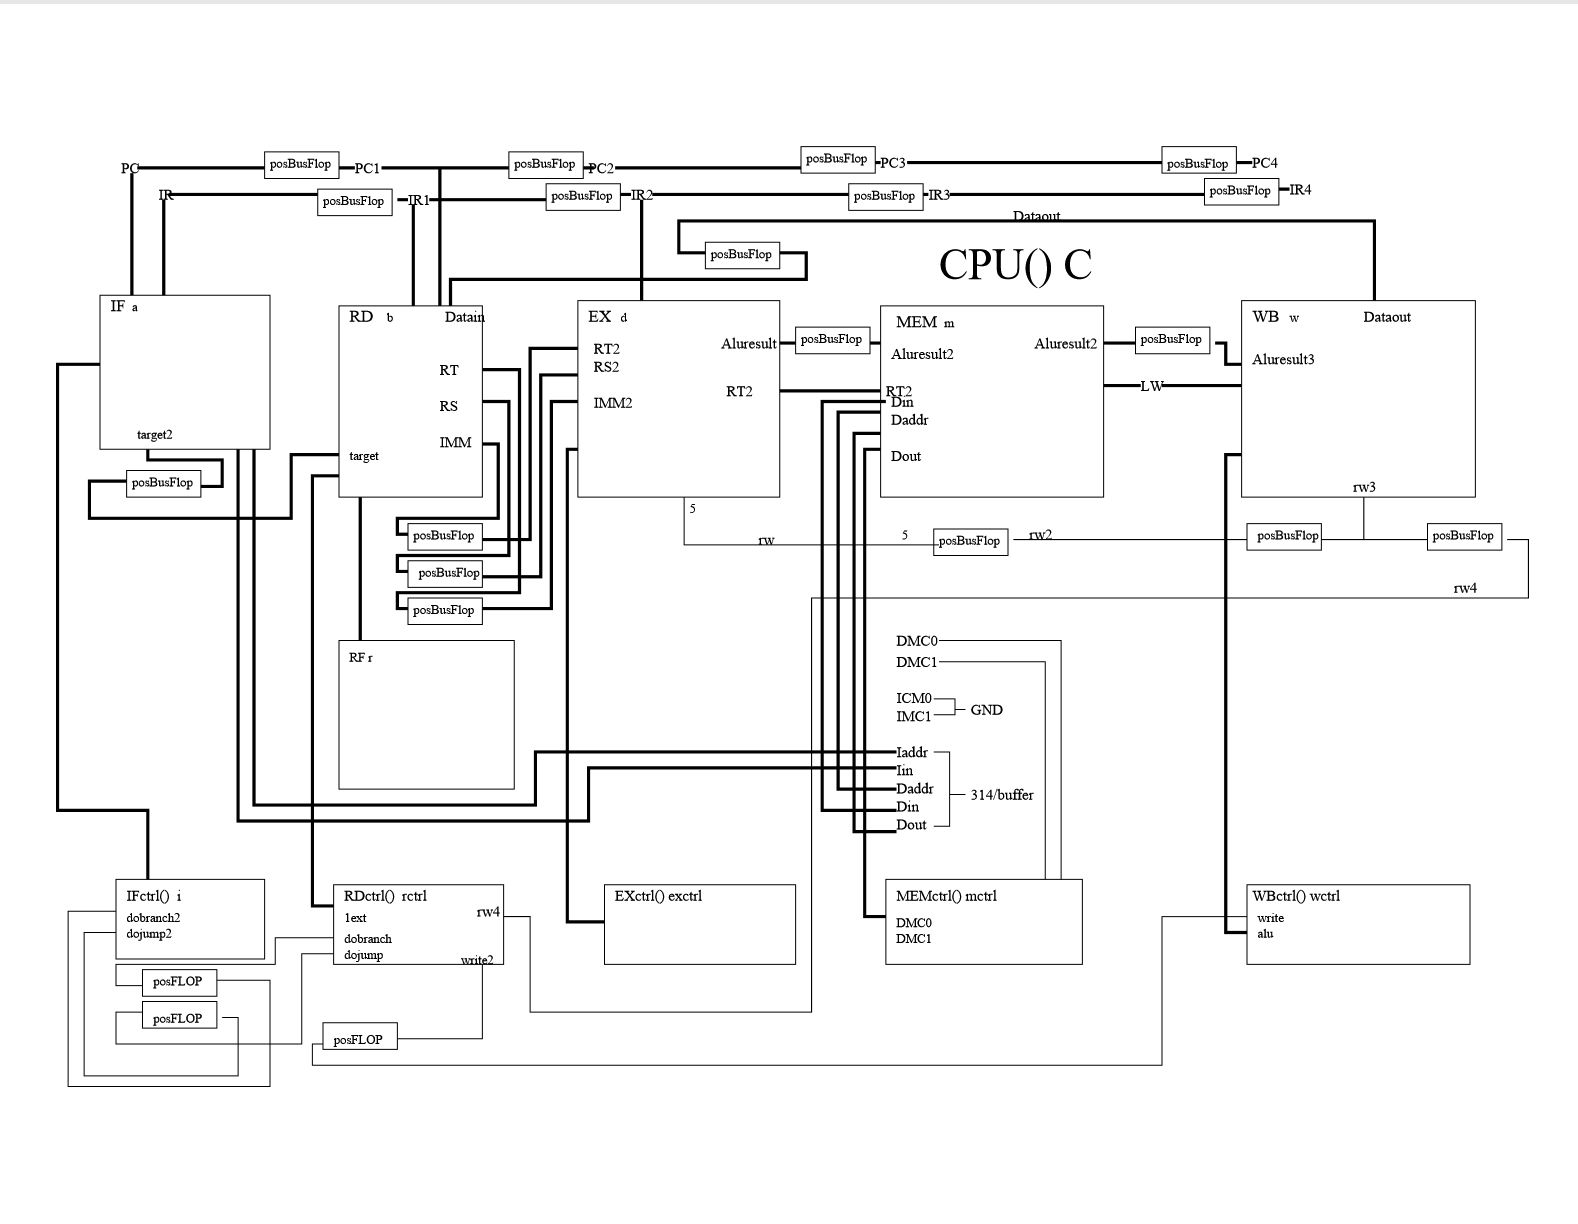 PC posBusFlop PC1 posBusFlop PC2 posBusFlop PC3 posBusFlop PC4
IR posBusFlop IR1 posBusFlop IR2 posBusFlop IR3 posBusFlop IR4
Dataout
posBusFlop
CPU() C
IF a
target2
posBusFlop
RD b Datain
RT
RS
IMM
target
posBusFlop
posBusFlop
posBusFlop
RF r
EX d
Aluresult
RT2
RS2
RT2
IMM2
posBusFlop
MEM m
Aluresult2
Aluresult2
RT2
Din
Daddr
Dout
posBusFlop
LW
WB w Dataout
Aluresult3
rw3
5
rw
5
posBusFlop
rw2
posBusFlop
posBusFlop
rw4
DMC0
DMC1
ICM0
IMC1
GND
Iaddr
Iin
Daddr
Din
Dout
314/buffer
IFctrl() i
dobranch2
dojump2
posFLOP
posFLOP
RDctrl() rctrl
rw4
1ext
dobranch
dojump
write2
posFLOP
EXctrl() exctrl
MEMctrl() mctrl
DMC0
DMC1
WBctrl() wctrl
write
alu